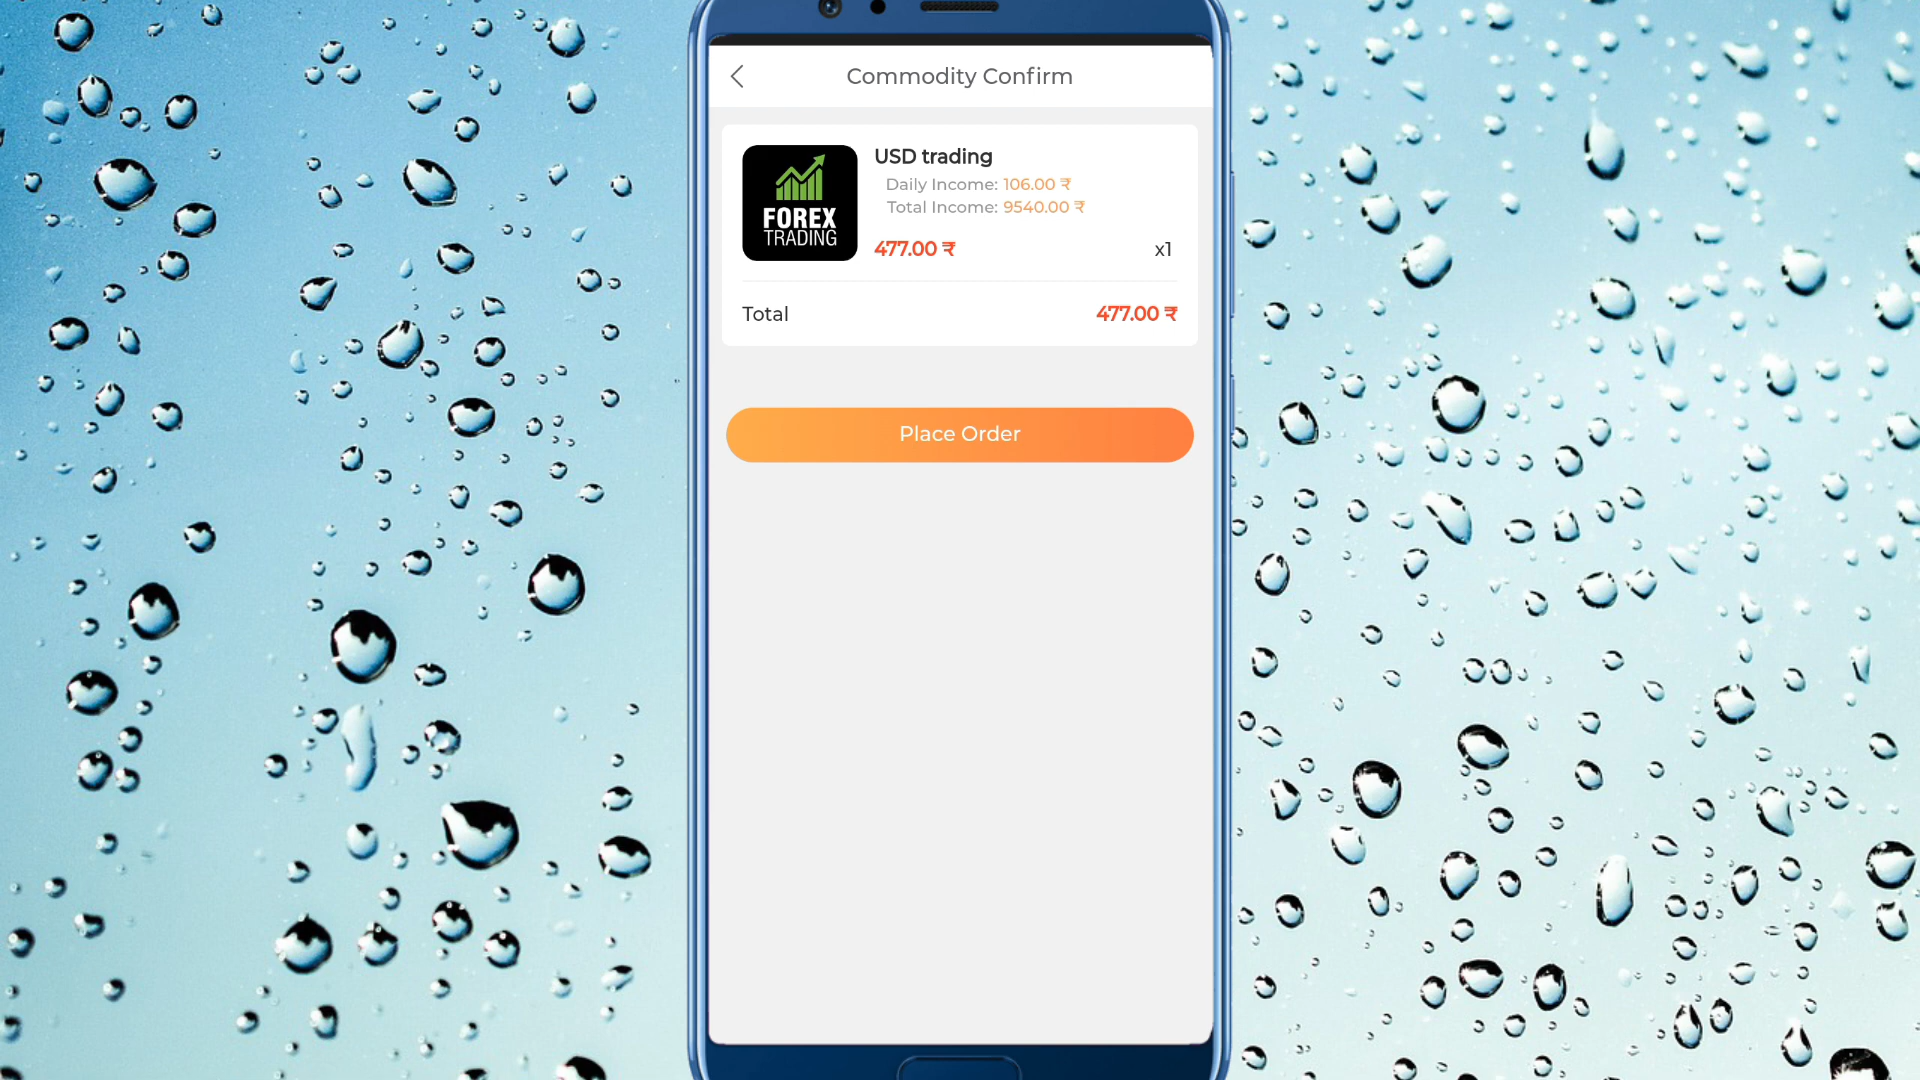 Commodity Confirm
USD trading
Daily Income: 106.00 ₹
Total Income: 9540.00 ₹
FOREX
TRADING
477.00 ₹ x1
Total 477.00 ₹
Place Order